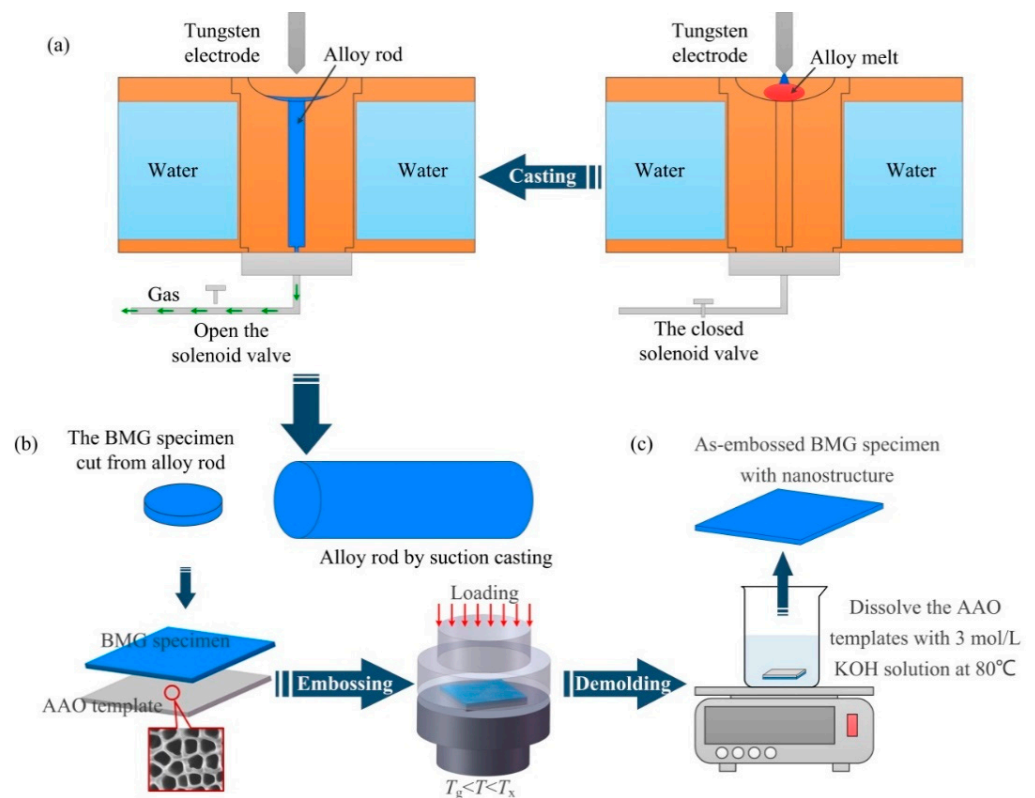 (a)
Tungsten
electrode
Alloy rod
Water
Water
Gas
Open the
solenoid valve
Casting
Tungsten
electrode
Alloy melt
Water
Water
The closed
solenoid valve
(b)
The BMG specimen
cut from alloy rod
Alloy rod by suction casting
BMG specimen
AAO template
Embossing
Loading
Tg<T<Tx
Demolding
(c)
As-embossed BMG specimen
with nanostructure
Dissolve the AAO
templates with 3 mol/L
KOH solution at 80℃